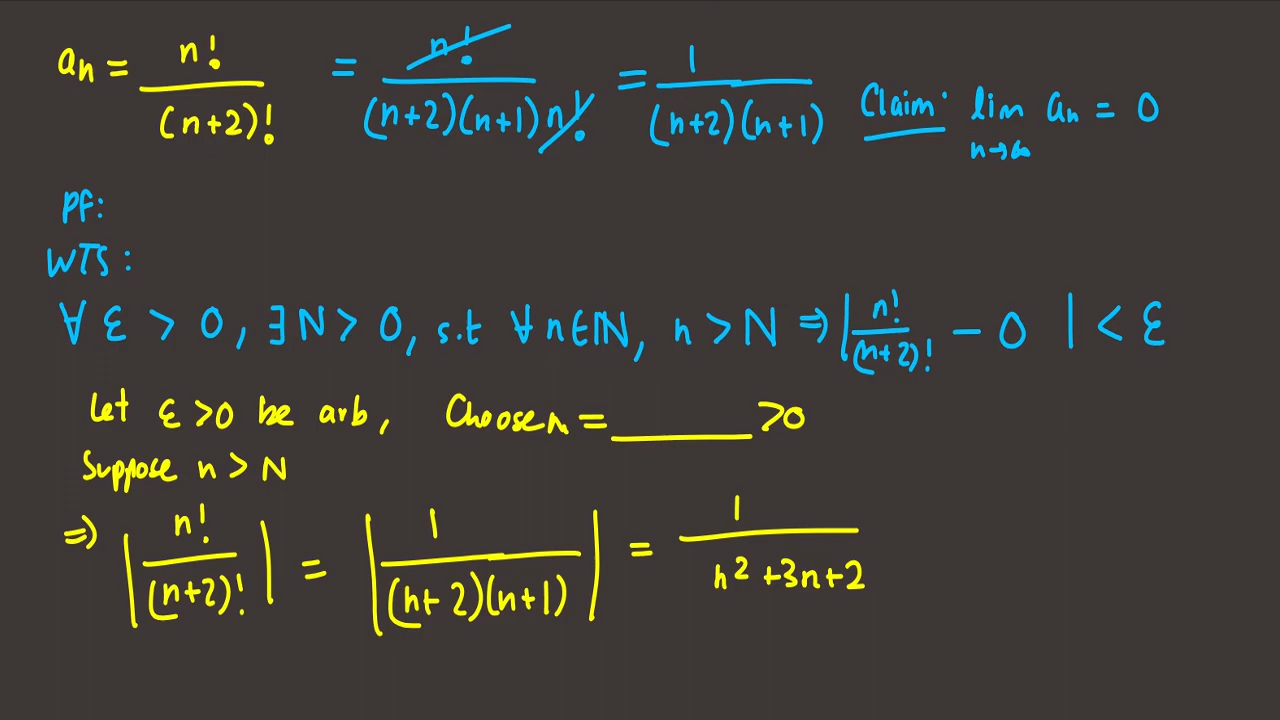 aₙ = n! / (n+2)! = n! / (n+2)(n+1)n! = 1 / (n+2)(n+1) Claim: lim n→∞ aₙ = 0
Pf:
WTS:
∀ ε > 0, ∃ N > 0, s.t ∀ n ∈ ℕ, n > N ⇒ | n! / (n+2)! − 0 | < ε
Let ε > 0 be arb, Choose n = ______ > 0
Suppose n > N
⇒) | n! / (n+2)! | = | 1 / (n+2)(n+1) | = 1 / n² + 3n + 2